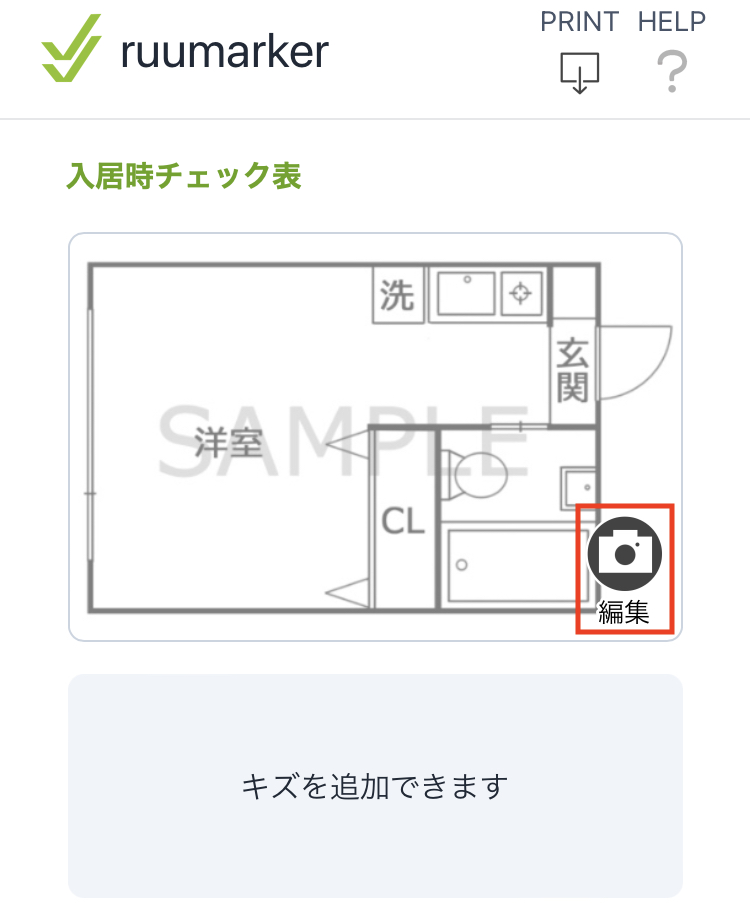 PRINT HELP
ruumarker
?
入居時チェック表
洗
玄関
SAMPLE
洋室
CL
編集
キズを追加できます